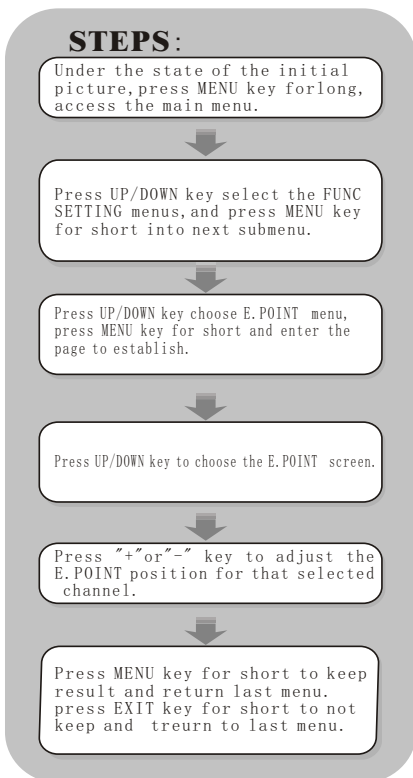 STEPS:
Under the state of the initial
picture,press MENU key forlong,
access the main menu.
Press UP/DOWN key select the FUNC
SETTING menus,and press MENU key
for short into next submenu.
Press UP/DOWN key choose E.POINT menu,
press MENU key for short and enter the
page to establish.
Press UP/DOWN key to choose the E.POINT screen.
Press "+"or"-" key to adjust the
E.POINT position for that selected
channel.
Press MENU key for short to keep
result and return last menu.
press EXIT key for short to not
keep and treurn to last menu.